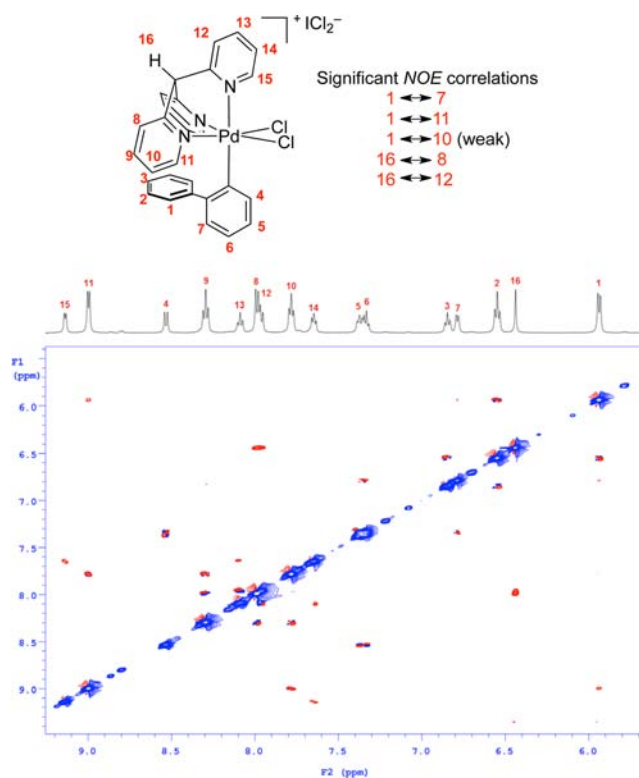 + ICl2–
13
12
14
16
H
15
N
N
N
Pd
Cl
Cl
8
9
10
11
3
2
1
4
5
6
7
Significant NOE correlations
1 ↔ 7
1 ↔ 11
1 ↔ 10 (weak)
16 ↔ 8
16 ↔ 12
15 11 4 9 13 8 12 10 14 5 6 3 7 2 16 1
F1
(ppm)
6.0
6.5
7.0
7.5
8.0
8.5
9.0
9.0 8.5 8.0 7.5 7.0 6.5 6.0
F2 (ppm)